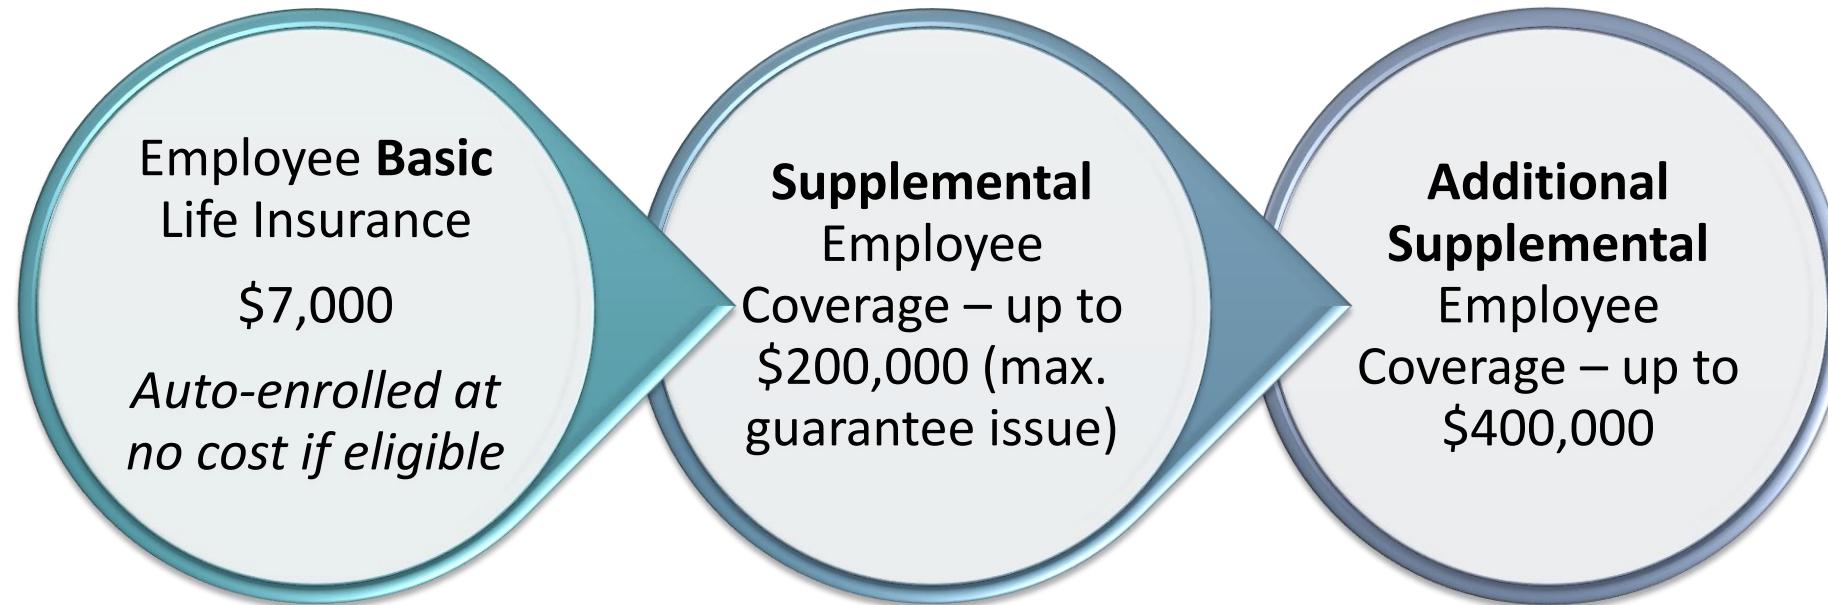 Employee Basic
Life Insurance
$7,000
Auto-enrolled at
no cost if eligible
Supplemental
Employee
Coverage – up to
$200,000 (max.
guarantee issue)
Additional
Supplemental
Employee
Coverage – up to
$400,000